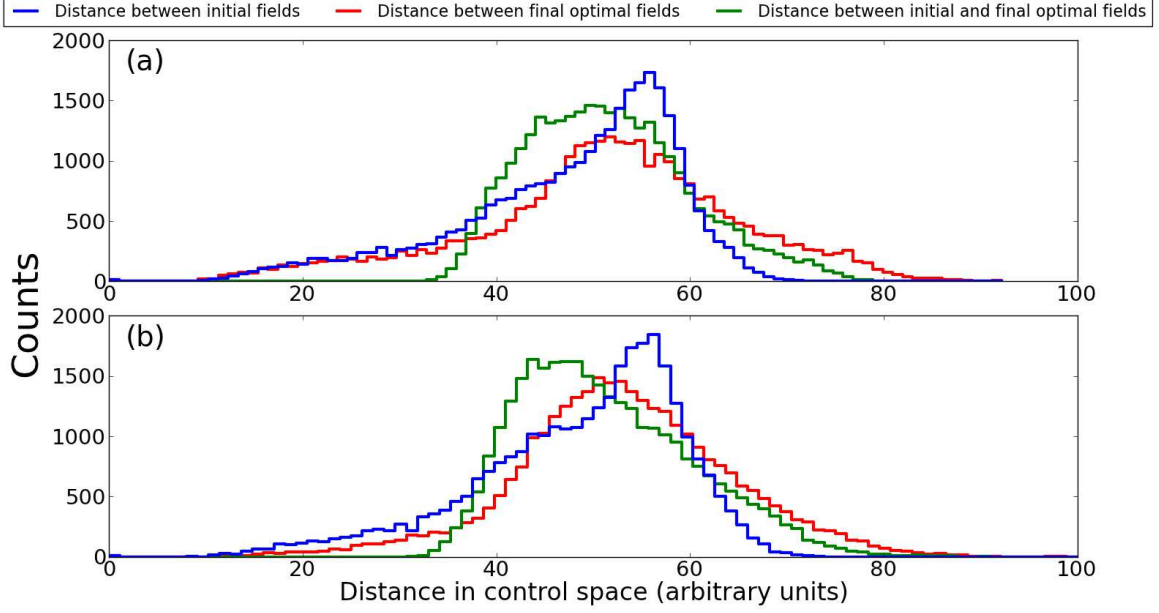 Distance between initial fields Distance between final optimal fields Distance between initial and final optimal fields
2000
(a)
1500
1000
500
0
0 20 40 60 80 100
Counts
2000
(b)
1500
1000
500
0
0 20 40 60 80 100
Distance in control space (arbitrary units)